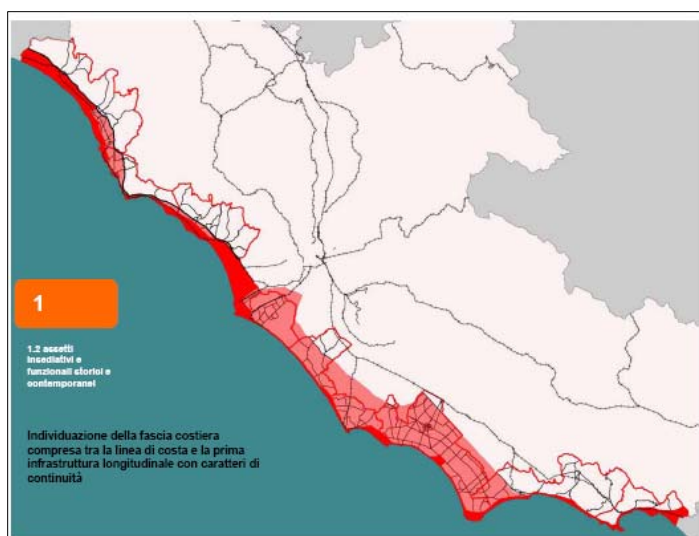 1
1.2 assetti
insediativi e
funzionali storici e
contemporanei
Individuazione della fascia costiera
compresa tra la linea di costa e la prima
infrastruttura longitudinale con caratteri di
continuità